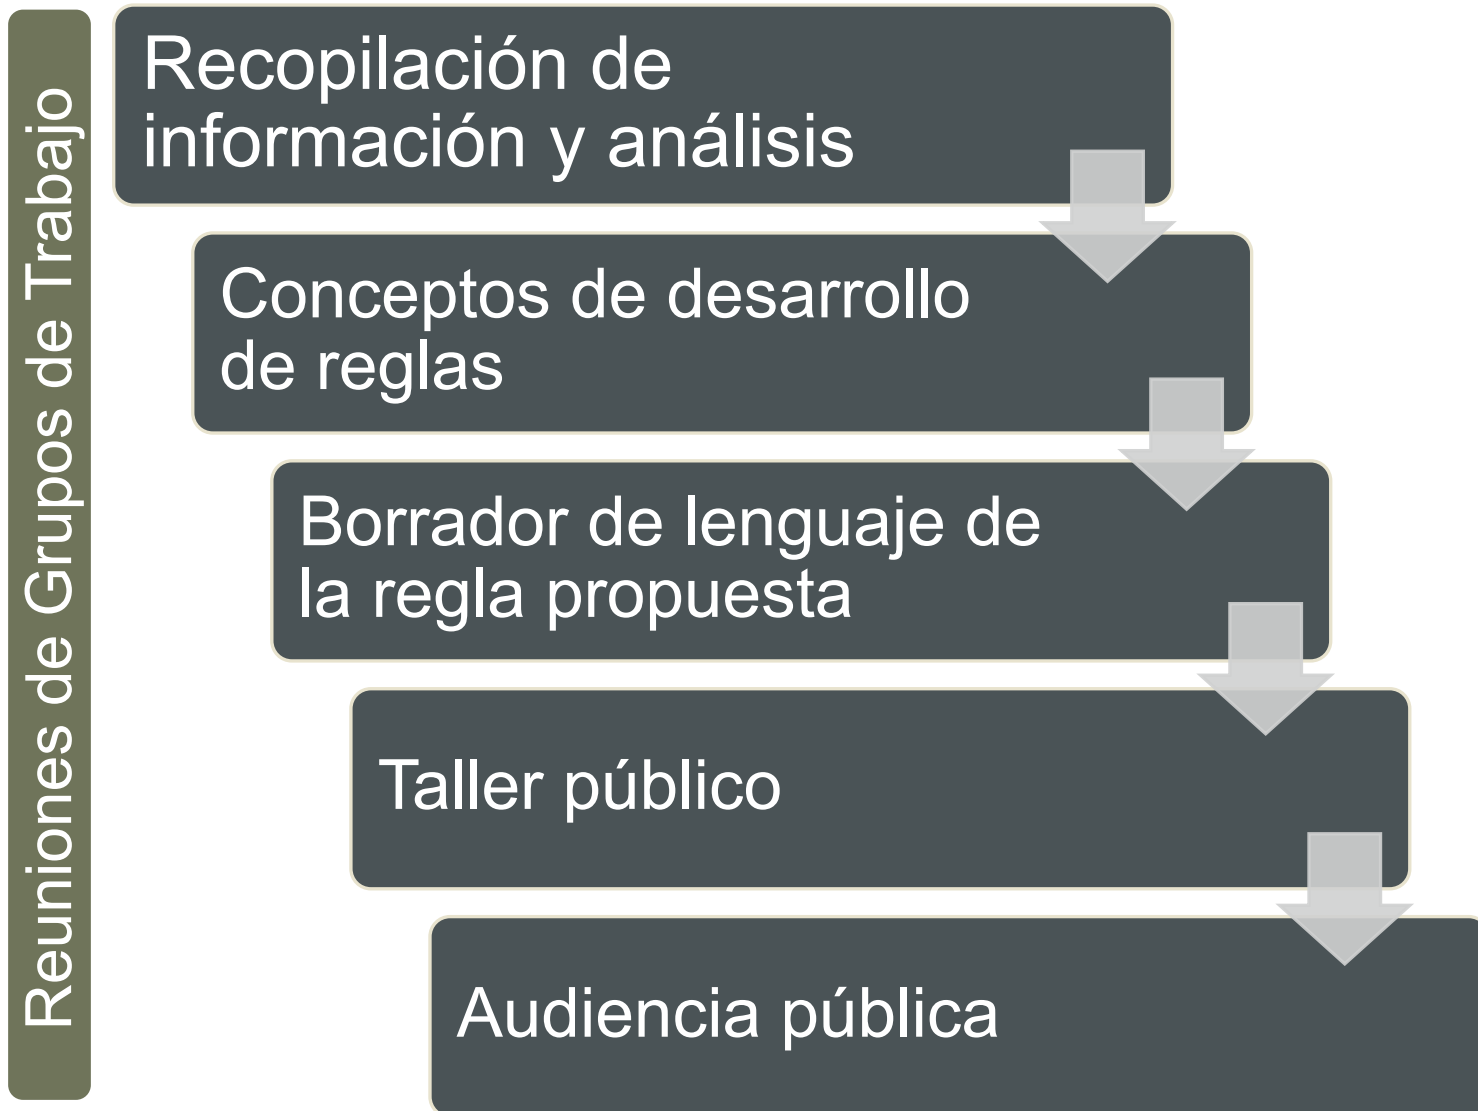 Reuniones de Grupos de Trabajo
Recopilación de
información y análisis
Conceptos de desarrollo
de reglas
Borrador de lenguaje de
la regla propuesta
Taller público
Audiencia pública